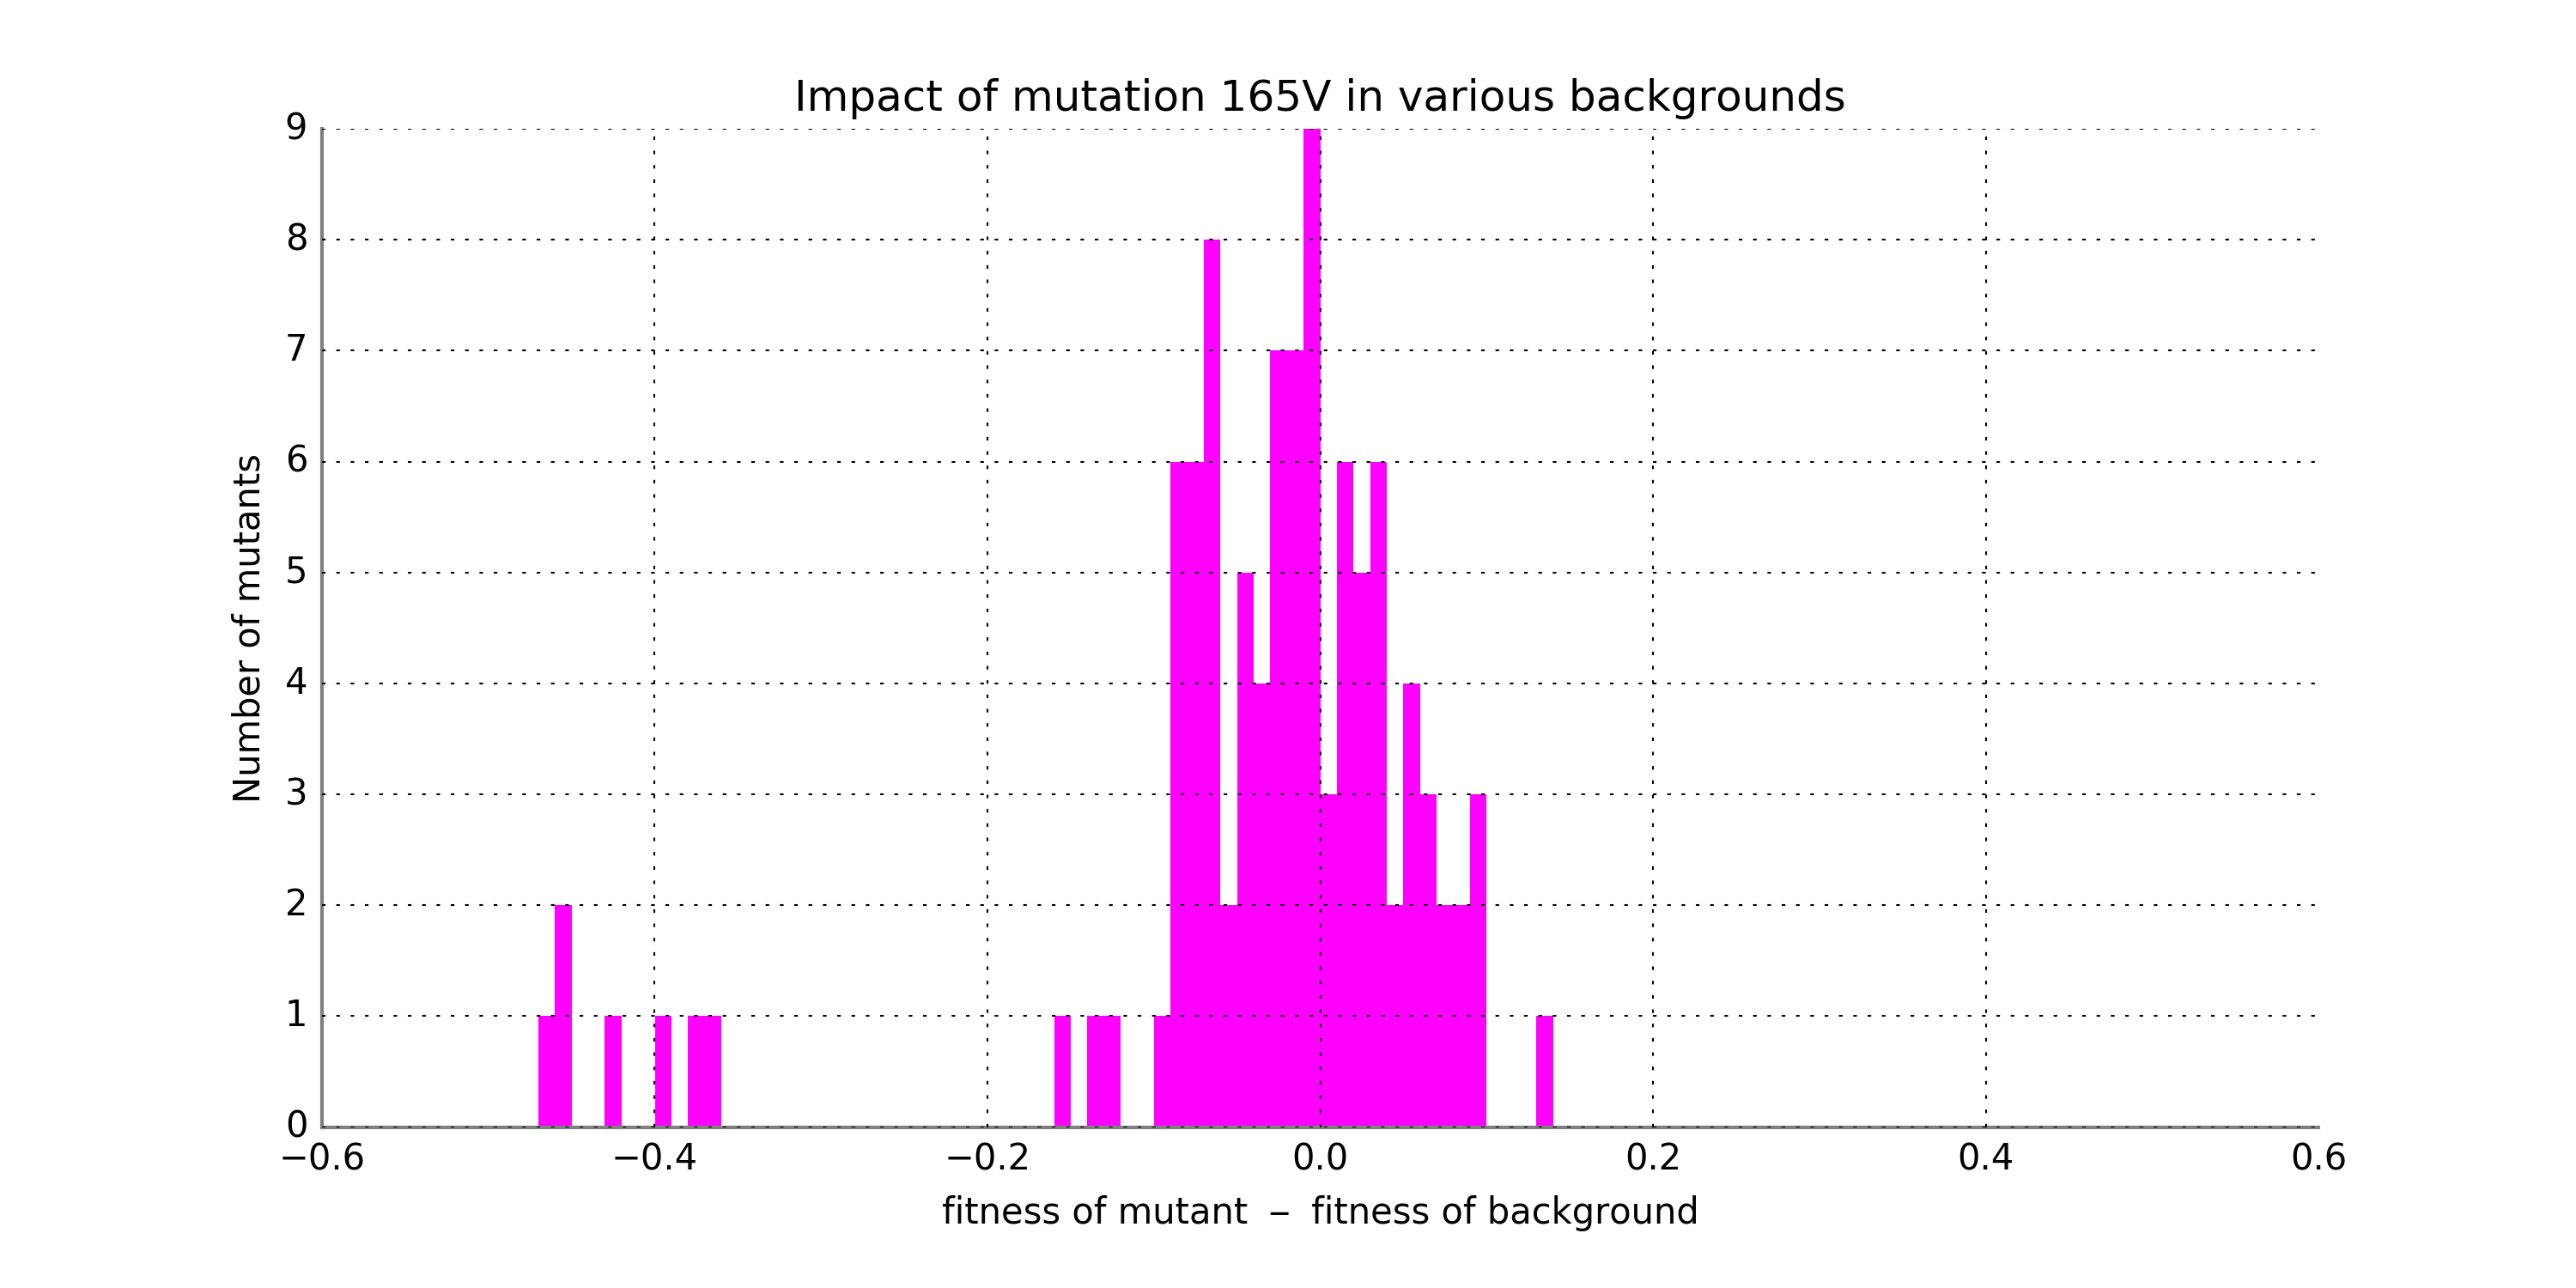 Impact of mutation 165V in various backgrounds
9
8
7
6
5
4
3
2
1
0
Number of mutants
−0.6 −0.4 −0.2 0.0 0.2 0.4 0.6
fitness of mutant − fitness of background